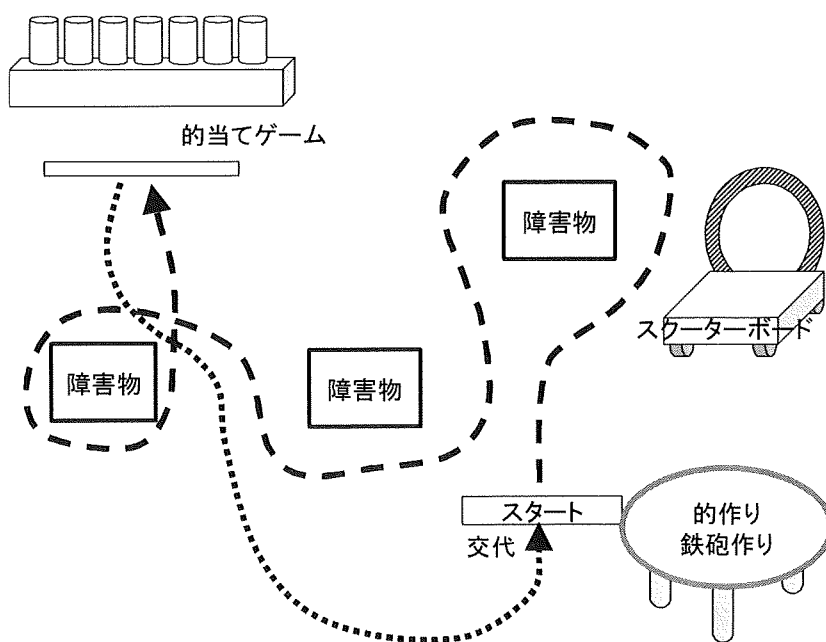 的当てゲーム
障害物
スクーターボード
障害物
障害物
スタート
交代
的作り
鉄砲作り